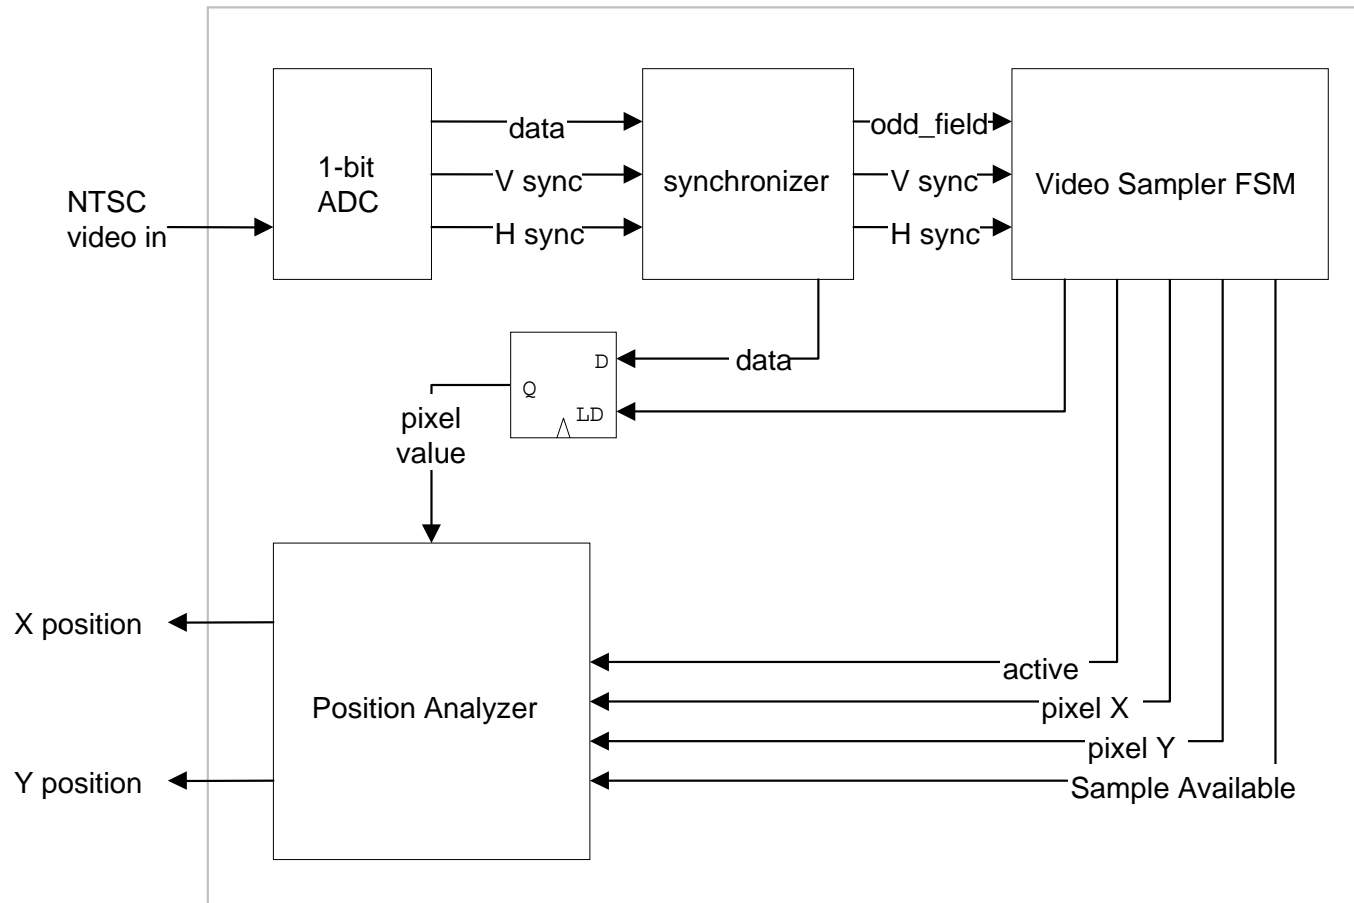 data
V sync
H sync
odd_field
V sync
H sync
1-bit
ADC
synchronizer
Video Sampler FSM
NTSC
video in
D
data
Q
LD
pixel
value
X position
Position Analyzer
active
pixel X
pixel Y
Y position
Sample Available